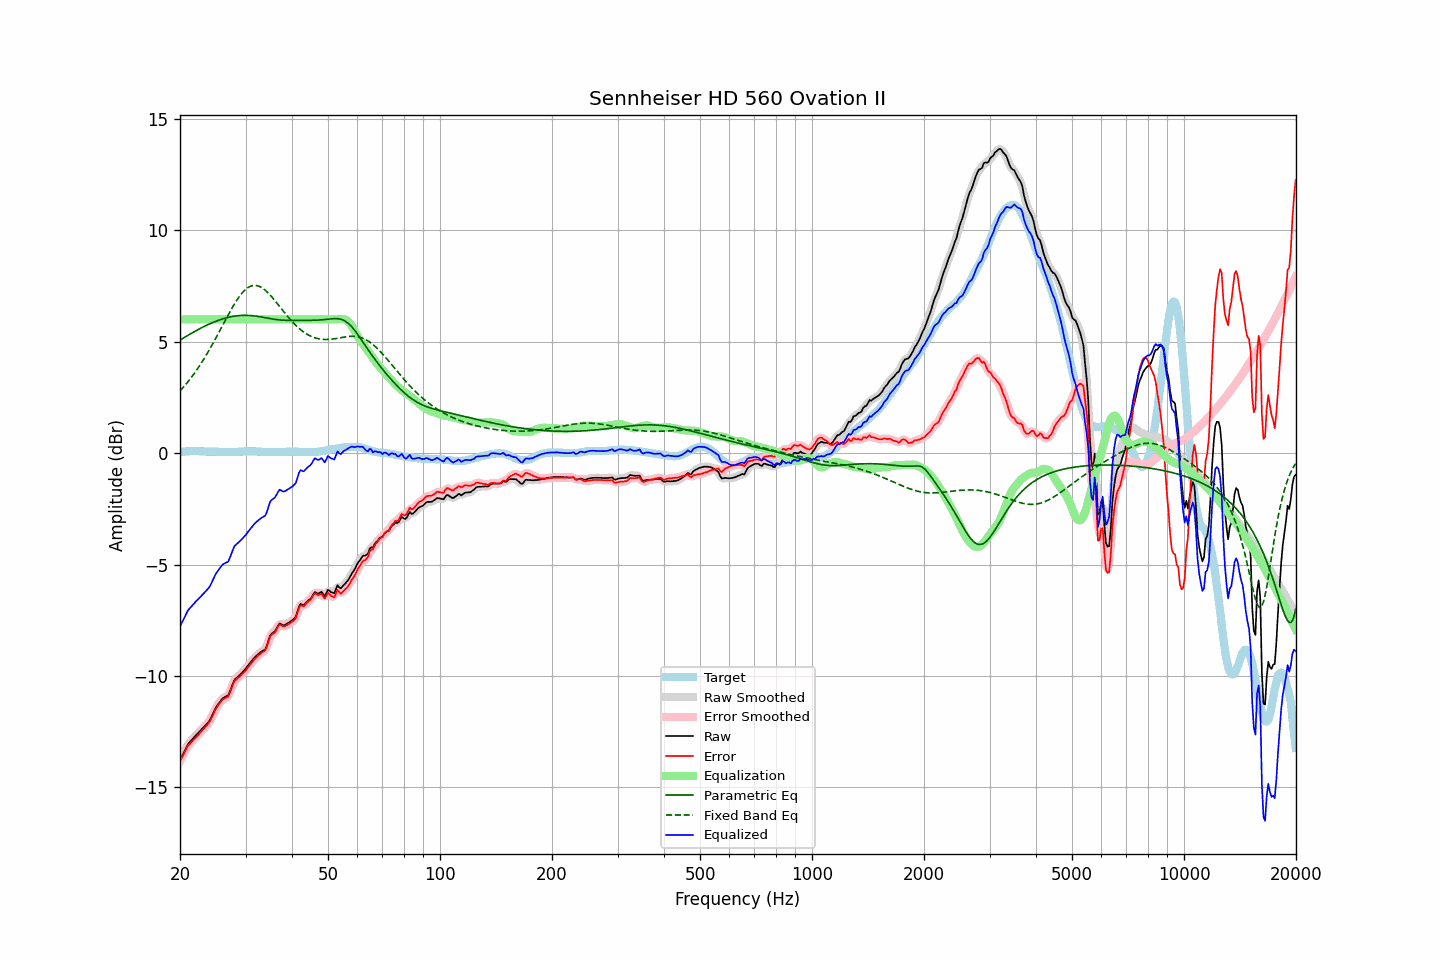 Sennheiser HD 560 Ovation II
15
10
5
0
−5
−10
−15
Amplitude (dBr)
20
50
100
200
500
1000
2000
5000
10000
20000
Frequency (Hz)
Target
Raw Smoothed
Error Smoothed
Raw
Error
Equalization
Parametric Eq
Fixed Band Eq
Equalized